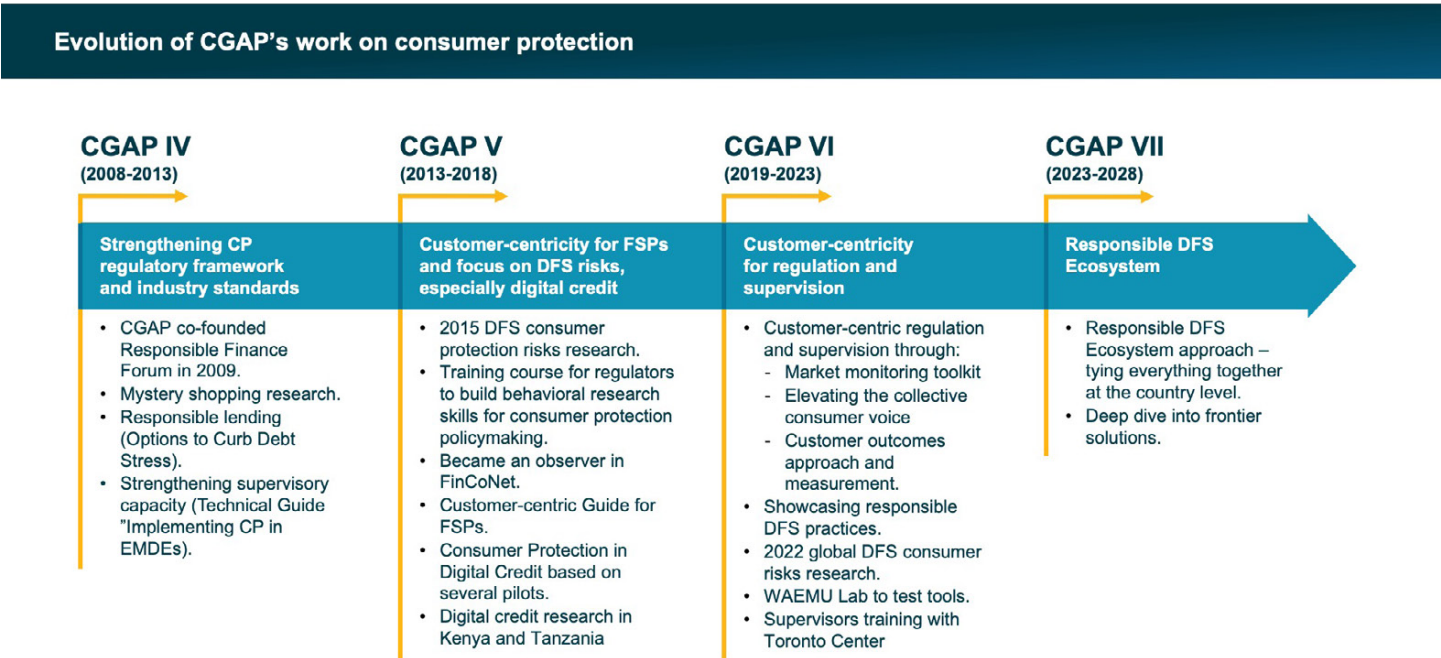 Evolution of CGAP’s work on consumer protection
CGAP IV
(2008-2013)
Strengthening CP
regulatory framework
and industry standards
• CGAP co-founded
Responsible Finance
Forum in 2009.
• Mystery shopping research.
• Responsible lending
(Options to Curb Debt
Stress).
• Strengthening supervisory
capacity (Technical Guide
”Implementing CP in
EMDEs).
CGAP V
(2013-2018)
Customer-centricity for FSPs
and focus on DFS risks,
especially digital credit
• 2015 DFS consumer
protection risks research.
• Training course for regulators
to build behavioral research
skills for consumer protection
policymaking.
• Became an observer in
FinCoNet.
• Customer-centric Guide for
FSPs.
• Consumer Protection in
Digital Credit based on
several pilots.
• Digital credit research in
Kenya and Tanzania
CGAP VI
(2019-2023)
Customer-centricity
for regulation and
supervision
• Customer-centric regulation
and supervision through:
- Market monitoring toolkit
- Elevating the collective
consumer voice
- Customer outcomes
approach and
measurement.
• Showcasing responsible
DFS practices.
• 2022 global DFS consumer
risks research.
• WAEMU Lab to test tools.
• Supervisors training with
Toronto Center
CGAP VII
(2023-2028)
Responsible DFS
Ecosystem
• Responsible DFS
Ecosystem approach –
tying everything together
at the country level.
• Deep dive into frontier
solutions.